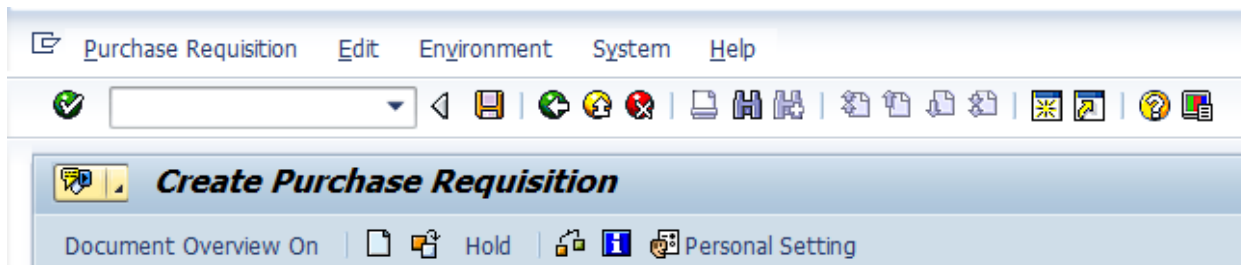 Purchase Requisition Edit Environment System Help
Create Purchase Requisition
Document Overview On Hold Personal Setting